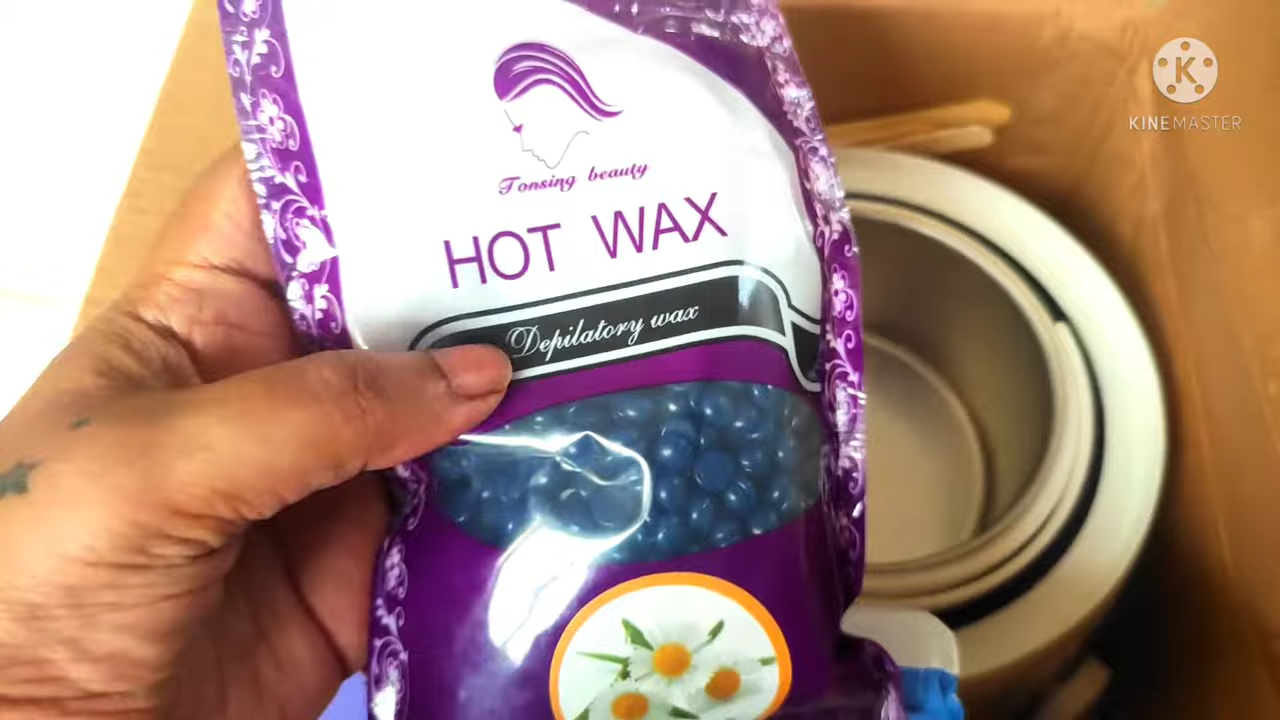 Tonsing beauty
HOT WAX
Depilatory wax
K
KINEMASTER